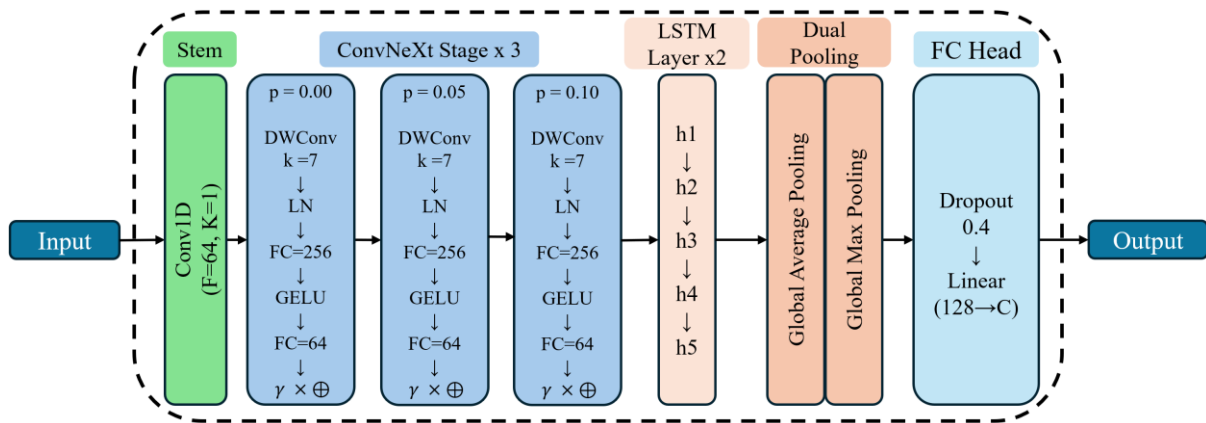 Stem
ConvNeXt Stage x 3
LSTM
Layer x2
Dual
Pooling
FC Head
Input
Conv1D
(F=64, K=1)
p = 0.00
DWConv
k =7
↓
LN
↓
FC=256
↓
GELU
↓
FC=64
↓
γ × ⊕
p = 0.05
DWConv
k =7
↓
LN
↓
FC=256
↓
GELU
↓
FC=64
↓
γ × ⊕
p = 0.10
DWConv
k =7
↓
LN
↓
FC=256
↓
GELU
↓
FC=64
↓
γ × ⊕
h1
↓
h2
↓
h3
↓
h4
↓
h5
Global Average Pooling
Global Max Pooling
Dropout
0.4
↓
Linear
(128→C)
Output